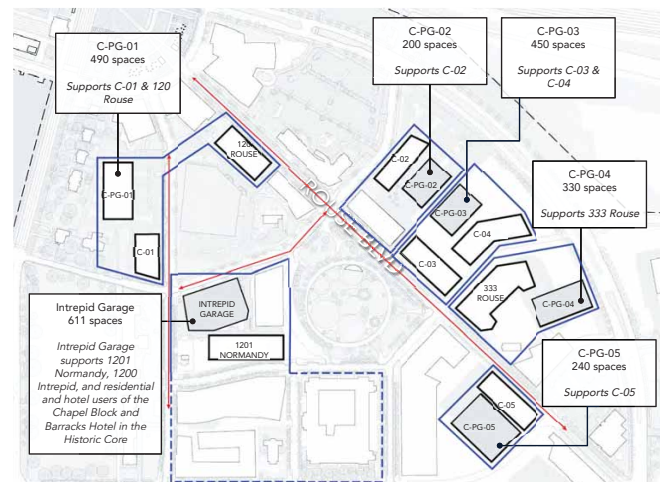 C-PG-01
490 spaces
Supports C-01 & 120
Rouse
C-PG-02
200 spaces
Supports C-02
C-PG-03
450 spaces
Supports C-03 &
C-04
C-PG-04
330 spaces
Supports 333 Rouse
C-PG-05
240 spaces
Supports C-05
Intrepid Garage
611 spaces
Intrepid Garage
supports 1201
Normandy, 1200
Intrepid, and residential
and hotel users of the
Chapel Block and
Barracks Hotel in the
Historic Core
120
ROUSE
C-PG-01
C-01
INTREPID
GARAGE
1201
NORMANDY
ROUSE BLVD
C-02
C-PG-02
C-PG-03
C-04
C-03
333
ROUSE
C-PG-04
C-05
C-PG-05